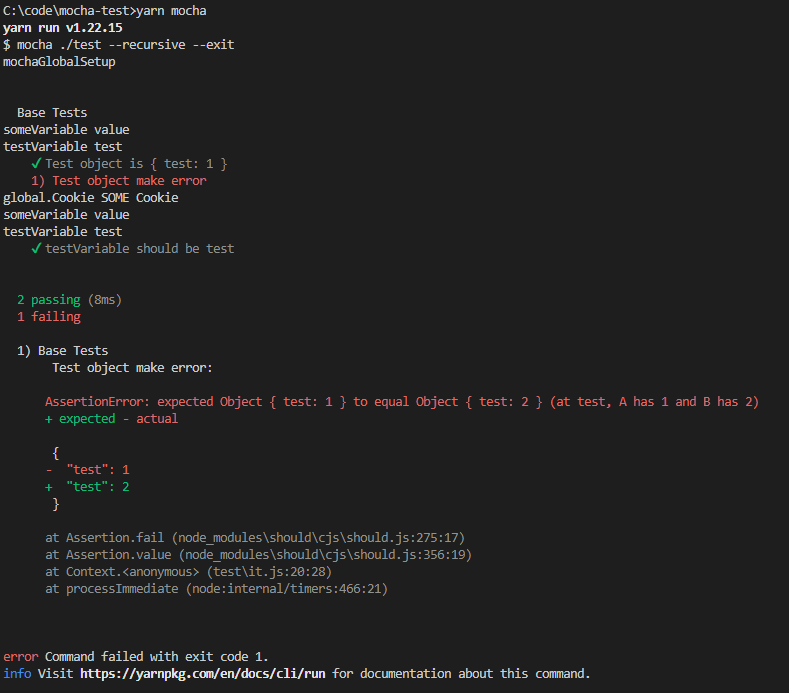 C:\code\mocha-test>yarn mocha
yarn run v1.22.15
$ mocha ./test --recursive --exit
mochaGlobalSetup
Base Tests
someVariable value
testVariable test
✓ Test object is { test: 1 }
1) Test object make error
global.Cookie SOME Cookie
someVariable value
testVariable test
✓ testVariable should be test
2 passing (8ms)
1 failing
1) Base Tests
Test object make error:
AssertionError: expected Object { test: 1 } to equal Object { test: 2 } (at test, A has 1 and B has 2)
+ expected - actual
{
-  "test": 1
+  "test": 2
}
at Assertion.fail (node_modules\should\cjs\should.js:275:17)
at Assertion.value (node_modules\should\cjs\should.js:356:19)
at Context.<anonymous> (test\it.js:20:28)
at processImmediate (node:internal/timers:466:21)
error Command failed with exit code 1.
info Visit https://yarnpkg.com/en/docs/cli/run for documentation about this command.